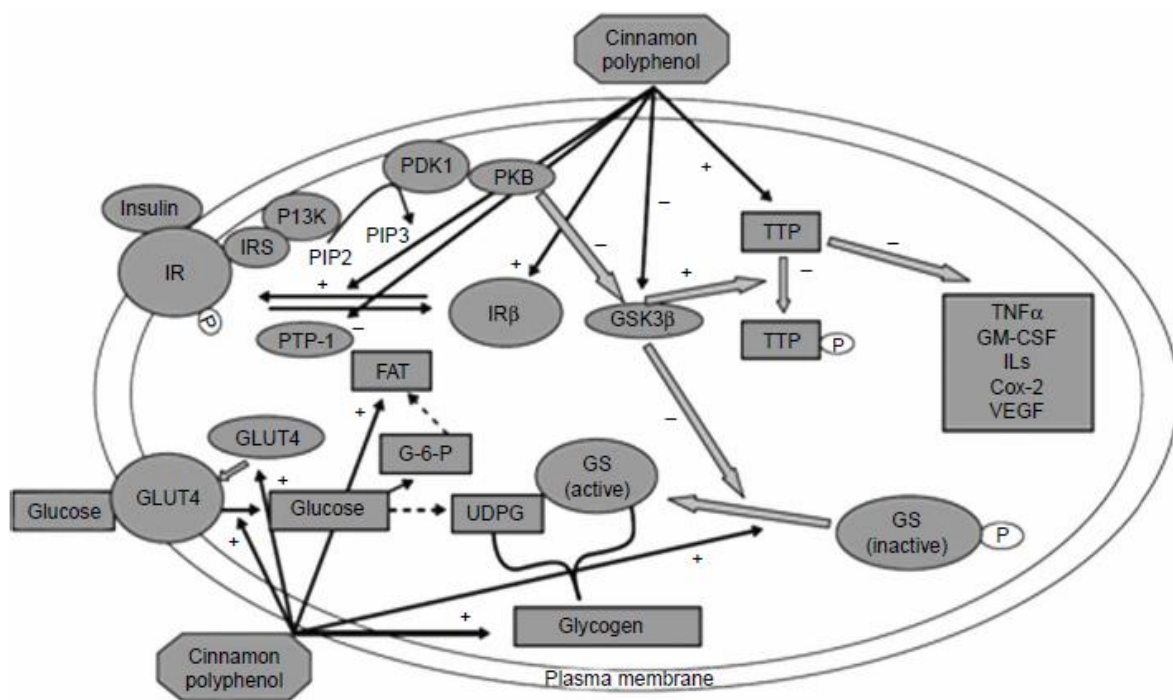 Cinnamon
polyphenol
+
–
+
–
+
–
–
+
–
+
–
–
PDK1
PKB
Insulin
P13K
IRS
PIP3
PIP2
IR
P
TTP
IRβ
GSK3β
PTP-1
TTP
P
TNFα
GM-CSF
ILs
Cox-2
VEGF
FAT
+
GLUT4
G-6-P
GS
(active)
+
Glucose
GLUT4
Glucose
UDPG
GS
(inactive)
P
+
+
+
Glycogen
Cinnamon
polyphenol
Plasma membrane